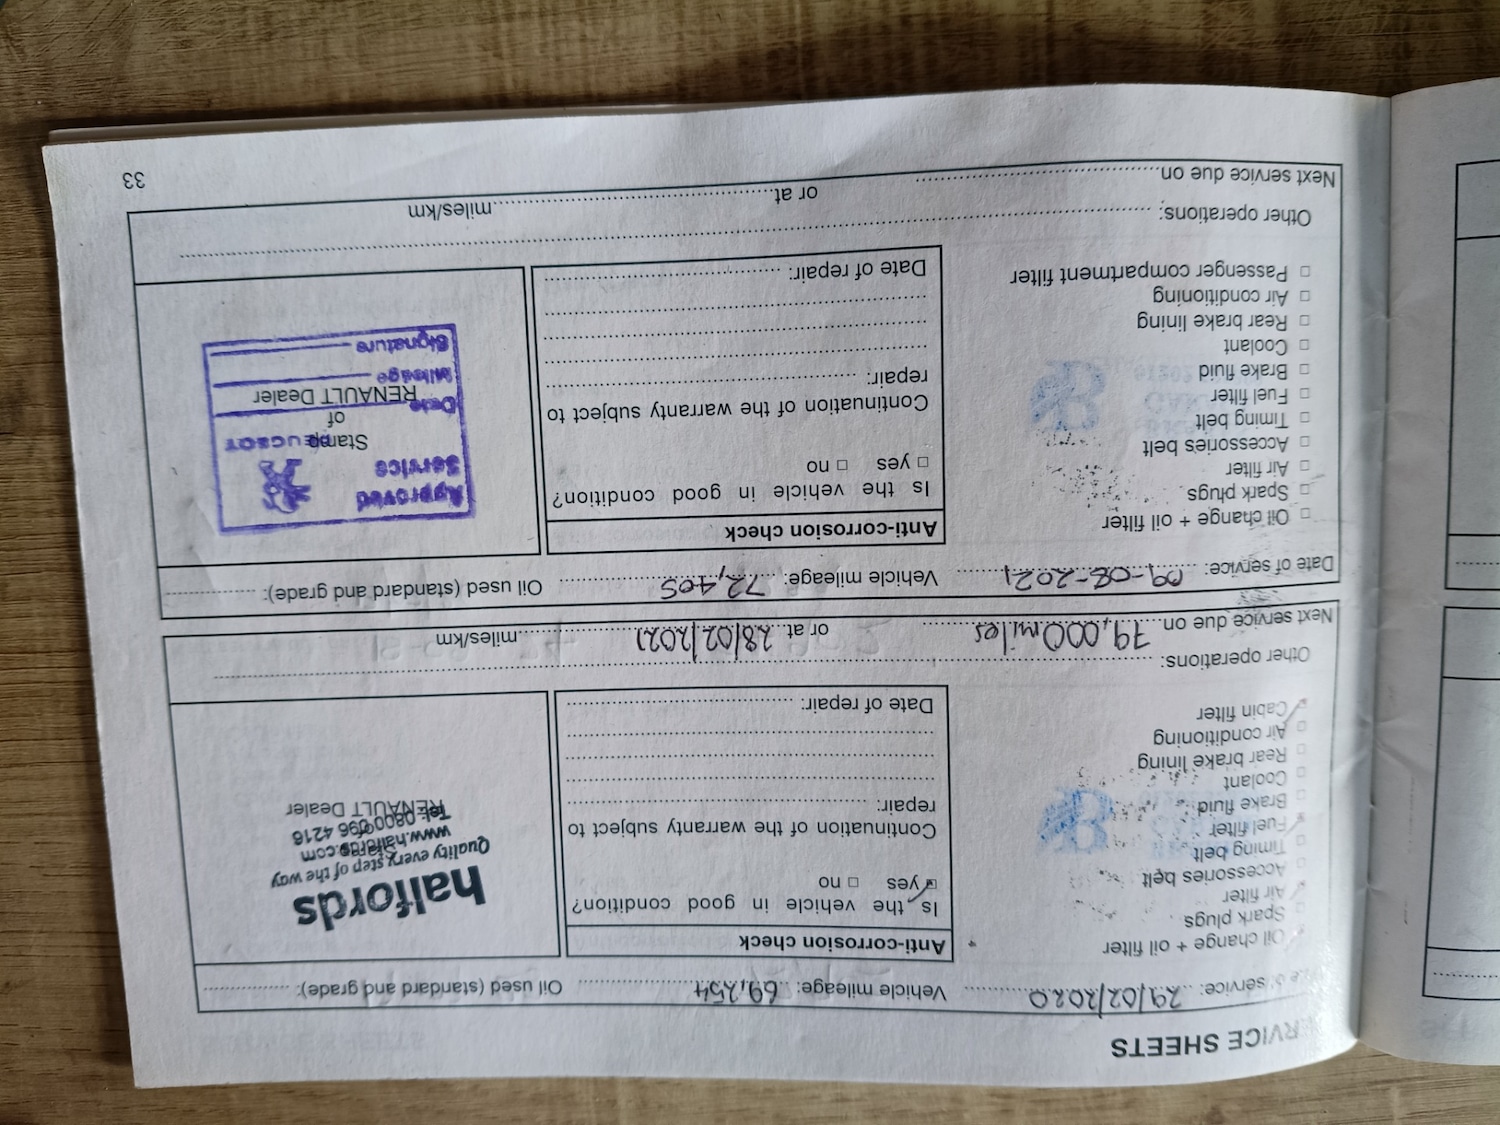 SERVICE SHEETS
Date of service: 29/02/2020 Vehicle mileage: 69,254 Oil used (standard and grade):
Oil change + oil filter
Spark plugs
Air filter
Accessories belt
Timing belt
Fuel filter
Brake fluid
Coolant
Rear brake lining
Air conditioning
Cabin filter
Anti-corrosion check
Is the vehicle in good condition?
yes no
Continuation of the warranty subject to
repair:
Date of repair:
halfords
Quality every step of the way
Stamp
www.halfords.com
of
Tel: 0800 096 4216
RENAULT Dealer
Other operations:
Next service due on 79,000 miles or at 28/02/2021 miles/km
Date of service: 09-08-2021 Vehicle mileage: 72,405 Oil used (standard and grade):
Oil change + oil filter
Spark plugs
Air filter
Accessories belt
Timing belt
Fuel filter
Brake fluid
Coolant
Rear brake lining
Air conditioning
Passenger compartment filter
Anti-corrosion check
Is the vehicle in good condition?
yes no
Continuation of the warranty subject to
repair:
Date of repair:
Approved
Service
PEUGEOT
Stamp
of
Date
RENAULT Dealer
Mileage
Signature
Other operations:
Next service due on or at miles/km
33